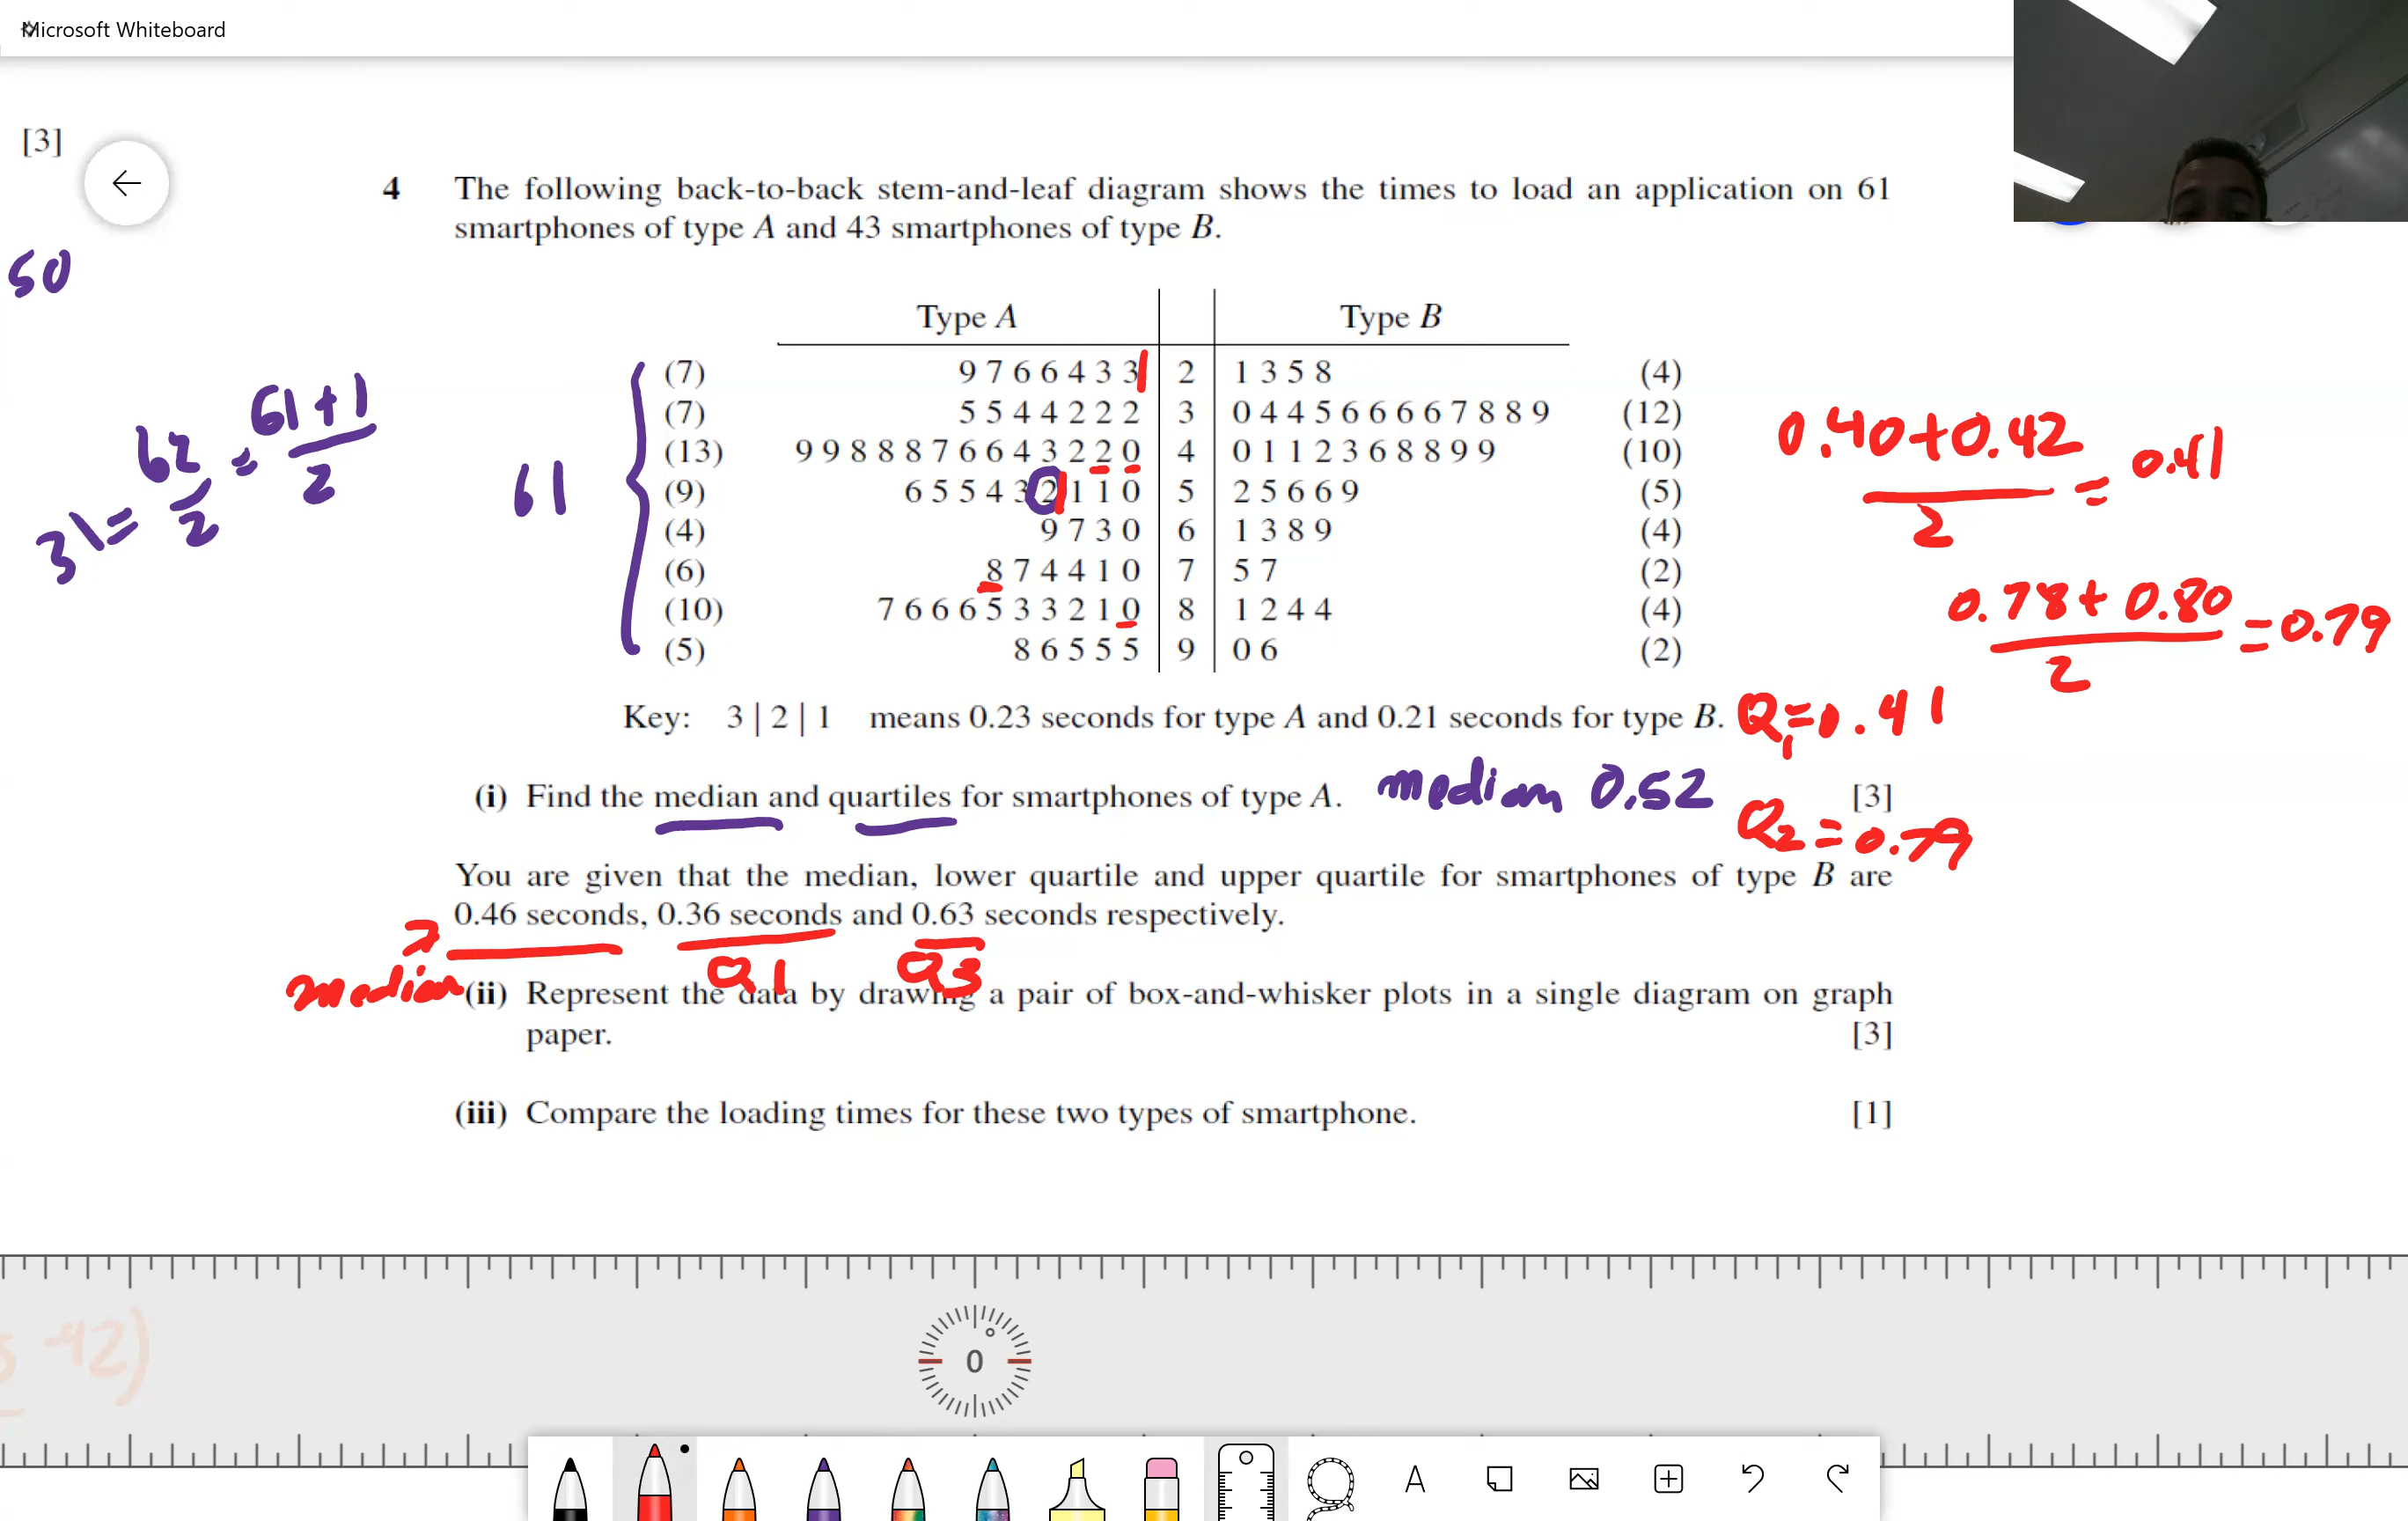 Microsoft Whiteboard
[3]
50
4 The following back-to-back stem-and-leaf diagram shows the times to load an application on 61
smartphones of type A and 43 smartphones of type B.
Type A Type B
(7) 9 7 6 6 4 3 3 2 1 3 5 8 (4)
(7) 5 5 4 4 2 2 2 3 0 4 4 5 6 6 6 6 7 8 8 9 (12)
(13) 9 9 8 8 8 7 6 6 4 3 2 2 0 4 0 1 1 2 3 6 8 8 9 9 (10)
(9) 6 5 5 4 3 2 1 1 0 5 2 5 6 6 9 (5)
(4) 9 7 3 0 6 1 3 8 9 (4)
(6) 8 7 4 4 1 0 7 5 7 (2)
(10) 7 6 6 6 5 3 3 2 1 0 8 1 2 4 4 (4)
(5) 8 6 5 5 5 9 0 6 (2)
31 = 62/2 = 61+1/2
61
0.40+0.42/2 = 0.41
0.78+0.80/2 = 0.79
Key: 3 | 2 | 1 means 0.23 seconds for type A and 0.21 seconds for type B.
Q1=0.41
(i) Find the median and quartiles for smartphones of type A. [3]
median 0.52
Q2=0.79
You are given that the median, lower quartile and upper quartile for smartphones of type B are
0.46 seconds, 0.36 seconds and 0.63 seconds respectively.
median Q1 Q3
(ii) Represent the data by drawing a pair of box-and-whisker plots in a single diagram on graph
paper. [3]
(iii) Compare the loading times for these two types of smartphone. [1]
-42)
0°
A